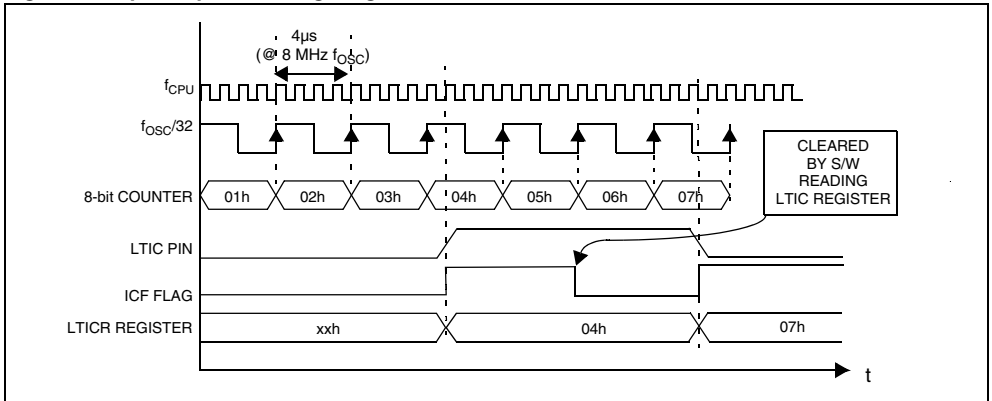 4µs
(@ 8 MHz fOSC)
fCPU
fOSC/32
CLEARED
BY S/W
READING
LTIC REGISTER
8-bit COUNTER
01h 02h 03h 04h 05h 06h 07h
LTIC PIN
ICF FLAG
LTICR REGISTER
xxh 04h 07h
t